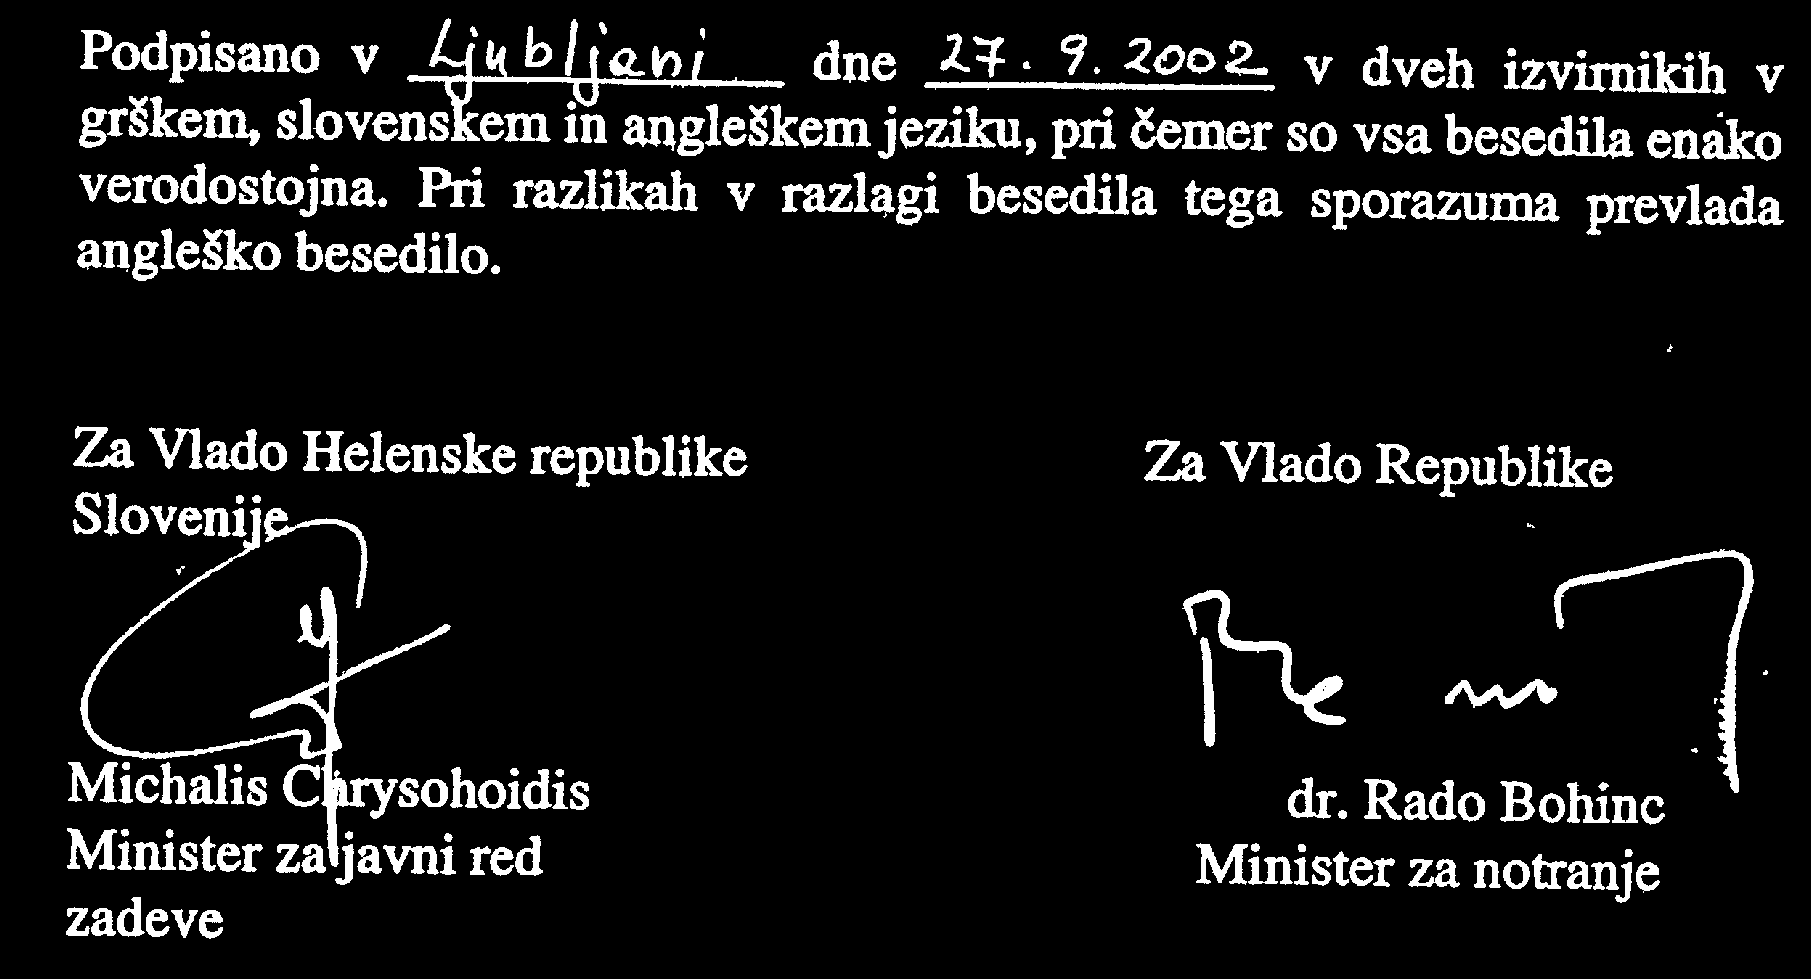 Podpisano v Ljubljani dne 27. 9. 2002 v dveh izvirnikih v
grškem, slovenskem in angleškem jeziku, pri čemer so vsa besedila enako
verodostojna. Pri razlikah v razlagi besedila tega sporazuma prevlada
angleško besedilo.
Za Vlado Helenske republike Za Vlado Republike
Slovenije
Michalis Chrysohoidis dr. Rado Bohinc
Minister za javni red Minister za notranje
zadeve